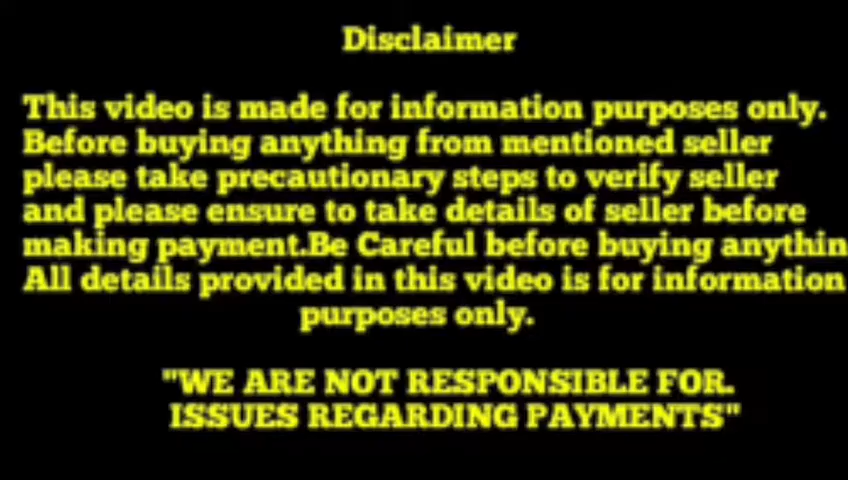 Disclaimer
This video is made for information purposes only.
Before buying anything from mentioned seller
please take precautionary steps to verify seller
and please ensure to take details of seller before
making payment.Be Careful before buying anythin
All details provided in this video is for information
purposes only.
"WE ARE NOT RESPONSIBLE FOR.
ISSUES REGARDING PAYMENTS"